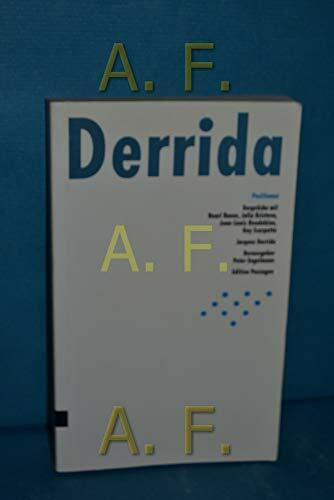 A. F.
Derrida
Positionen
Gespräche mit
Henri Ronse, Julia Kristeva,
Jean-Louis Houdebine,
Guy Scarpetta
A. F.
Jacques Derrida
Herausgeber
Peter Engelmann
Edition Passagen
A. F.